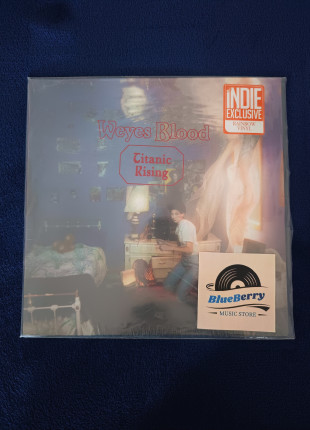 Weyes Blood
Titanic
Rising
INDIE
EXCLUSIVE
BlueBerry
MUSIC STORE